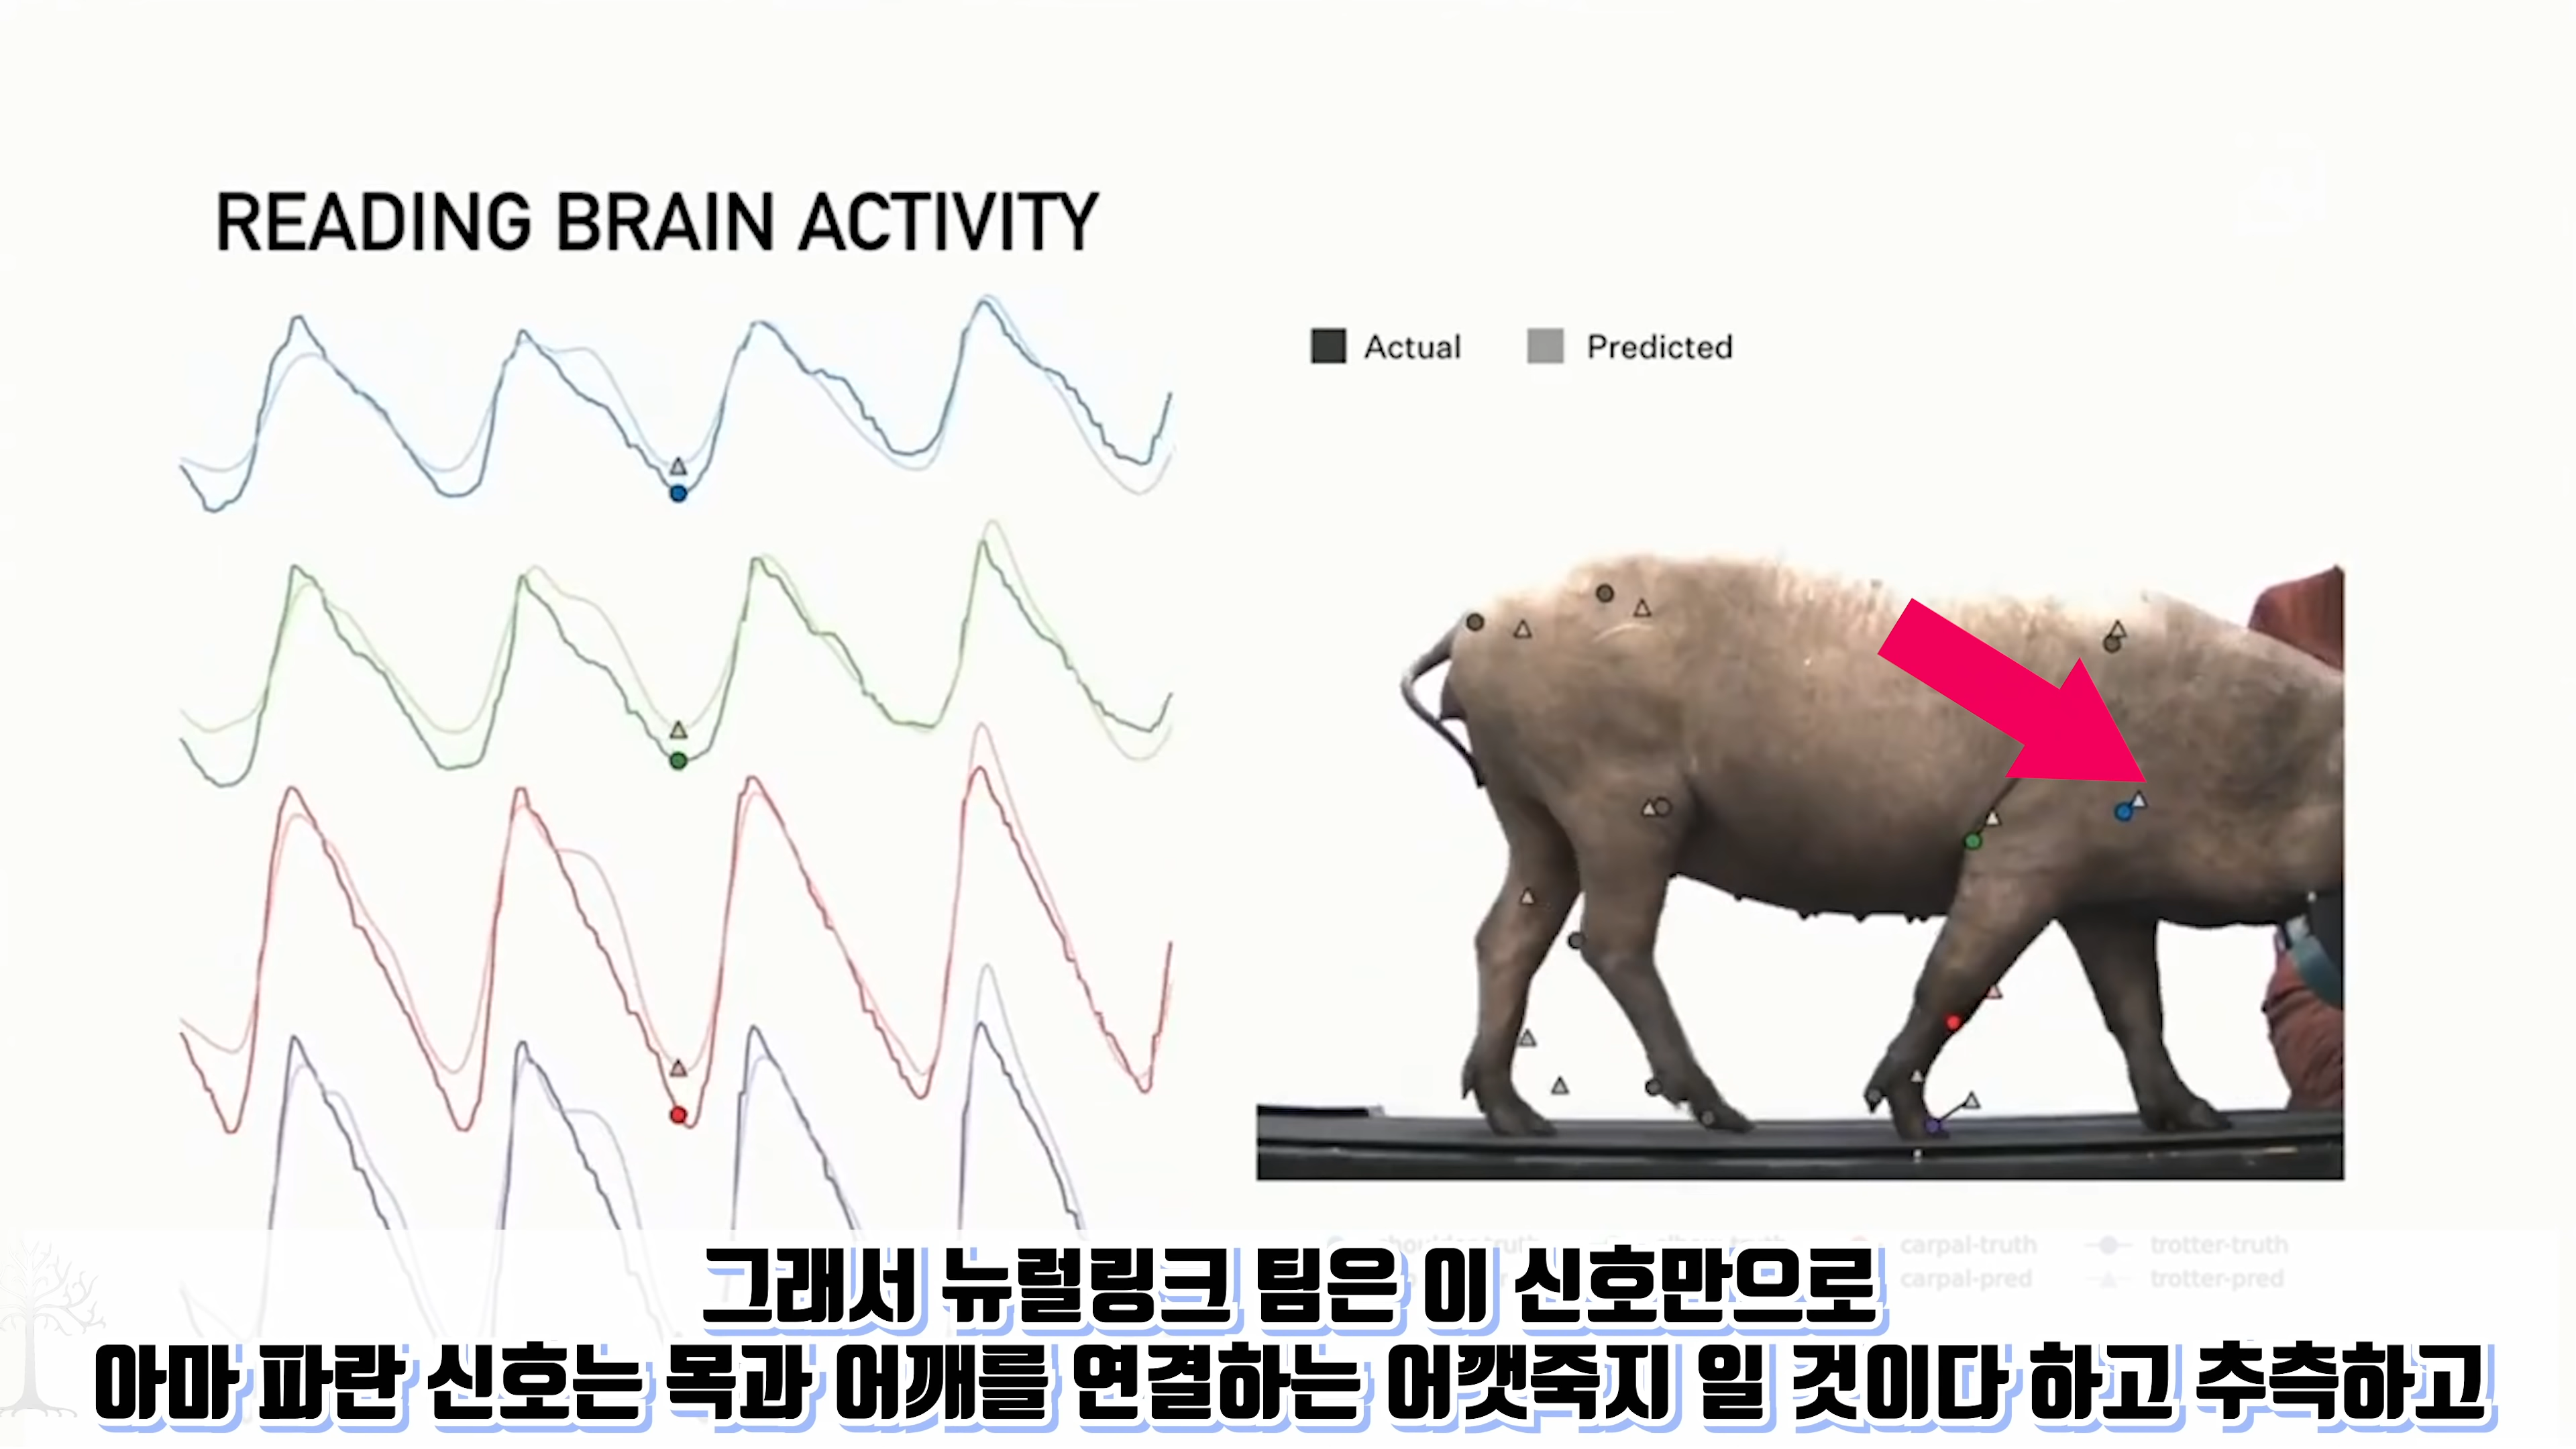 READING BRAIN ACTIVITY
Actual
Predicted
carpal-truth
trotter-truth
carpal-pred
trotter-pred
그래서 뉴럴링크 팀은 이 신호만으로
아마 파란 신호는 목과 어깨를 연결하는 어깻죽지 일 것이다 하고 추측하고